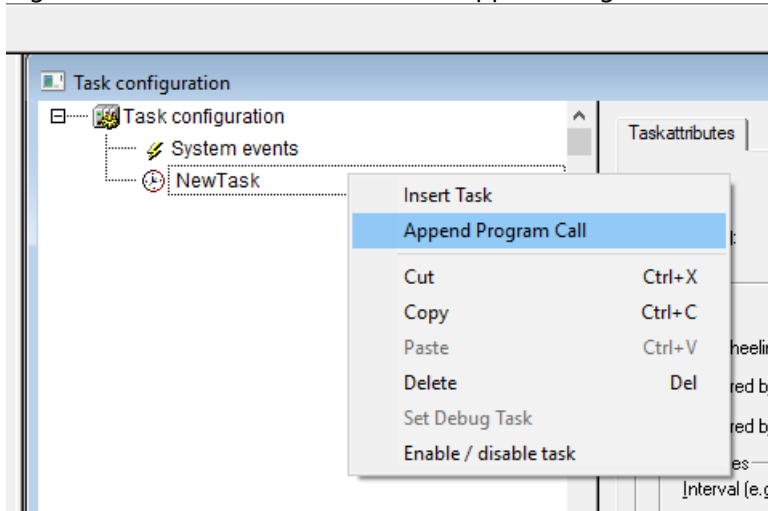 Task configuration
Task configuration
System events
NewTask
Taskattributes
Insert Task
Append Program Call
Cut Ctrl+X
Copy Ctrl+C
Paste Ctrl+V
Delete Del
Set Debug Task
Enable / disable task
Interval (e.g